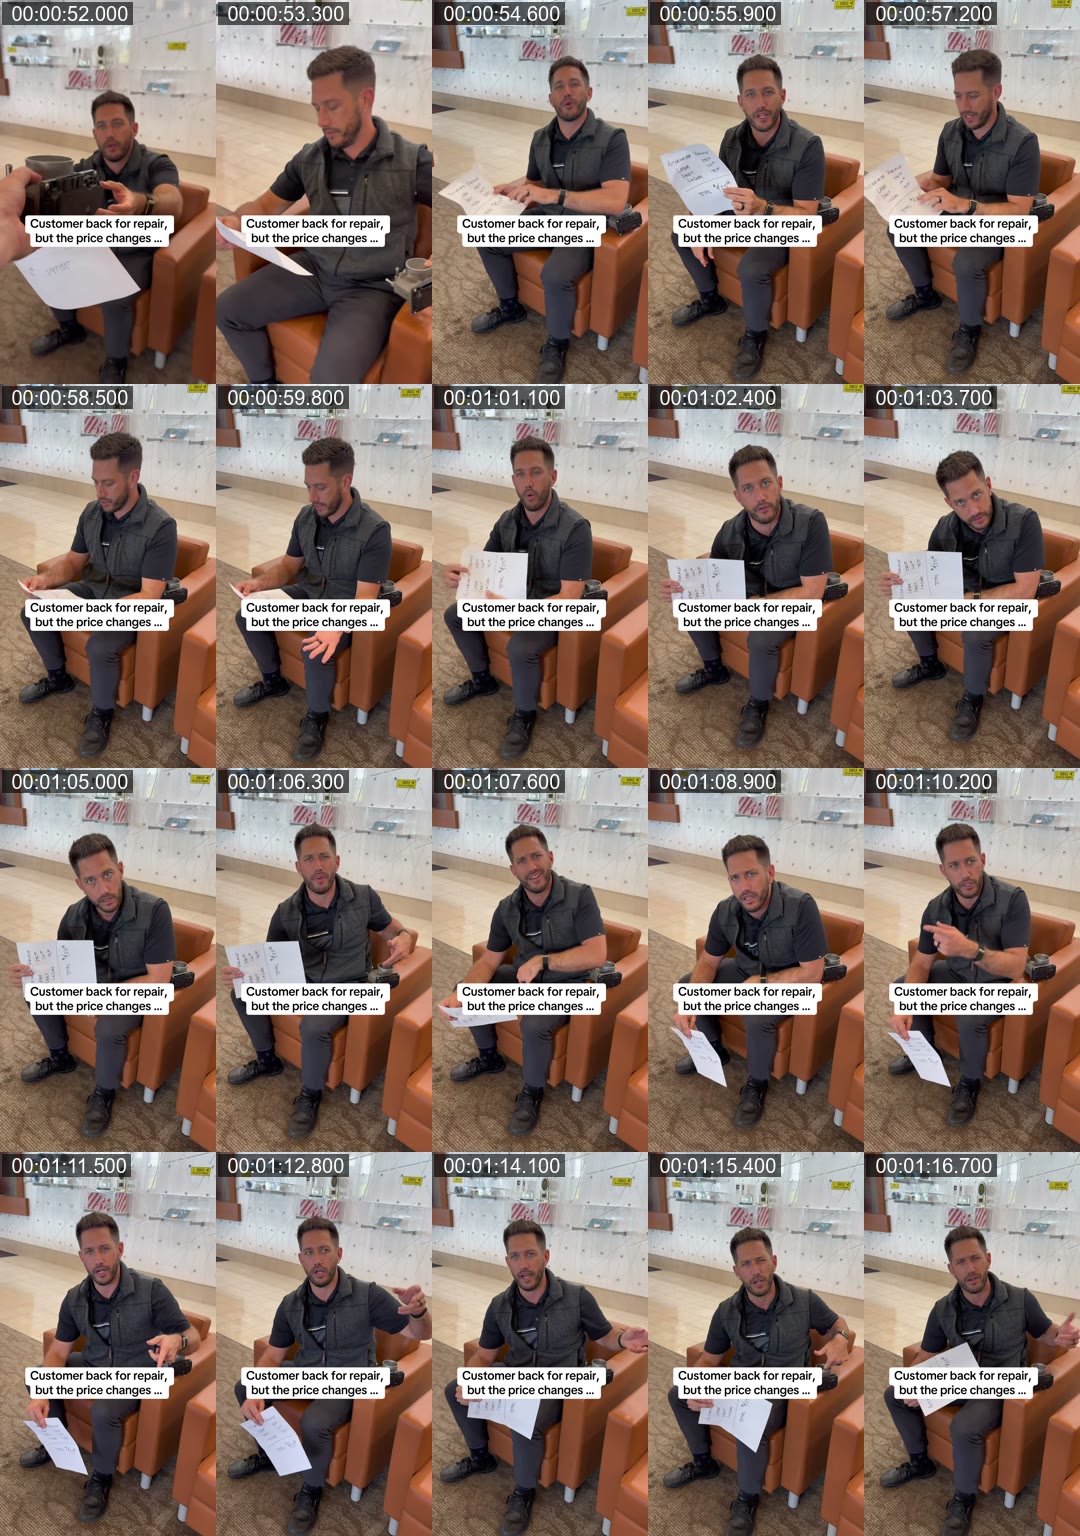 00:00:52.000
Customer back for repair,
but the price changes ...
00:00:53.300
Customer back for repair,
but the price changes ...
00:00:54.600
Customer back for repair,
but the price changes ...
00:00:55.900
Customer back for repair,
but the price changes ...
00:00:57.200
Customer back for repair,
but the price changes ...
00:00:58.500
Customer back for repair,
but the price changes ...
00:00:59.800
Customer back for repair,
but the price changes ...
00:01:01.100
Customer back for repair,
but the price changes ...
00:01:02.400
Customer back for repair,
but the price changes ...
00:01:03.700
Customer back for repair,
but the price changes ...
00:01:05.000
Customer back for repair,
but the price changes ...
00:01:06.300
Customer back for repair,
but the price changes ...
00:01:07.600
Customer back for repair,
but the price changes ...
00:01:08.900
Customer back for repair,
but the price changes ...
00:01:10.200
Customer back for repair,
but the price changes ...
00:01:11.500
Customer back for repair,
but the price changes ...
00:01:12.800
Customer back for repair,
but the price changes ...
00:01:14.100
Customer back for repair,
but the price changes ...
00:01:15.400
Customer back for repair,
but the price changes ...
00:01:16.700
Customer back for repair,
but the price changes ...